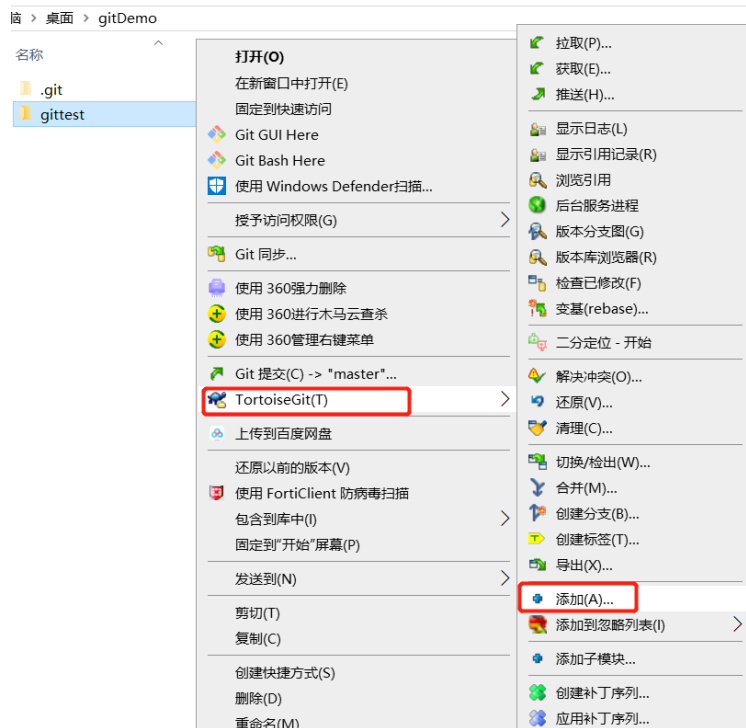 脑 > 桌面 > gitDemo
名称
.git
gittest
打开(O)
在新窗口中打开(E)
固定到快速访问
Git GUI Here
Git Bash Here
使用 Windows Defender扫描...
授予访问权限(G)
Git 同步...
使用 360强力删除
使用 360进行木马云查杀
使用 360管理右键菜单
Git 提交(C) -> "master"...
TortoiseGit(T)
上传到百度网盘
还原以前的版本(V)
使用 FortiClient 防病毒扫描
包含到库中(I)
固定到"开始"屏幕(P)
发送到(N)
剪切(T)
复制(C)
创建快捷方式(S)
删除(D)
重命名(M)
拉取(P)...
获取(E)...
推送(H)...
显示日志(L)
显示引用记录(R)
浏览引用
后台服务进程
版本分支图(G)
版本库浏览器(R)
检查已修改(F)
变基(rebase)...
二分定位 - 开始
解决冲突(O)...
还原(V)...
清理(C)...
切换/检出(W)...
合并(M)...
创建分支(B)...
创建标签(T)...
导出(X)...
添加(A)...
添加到忽略列表(I)
添加子模块...
创建补丁序列...
应用补丁序列...